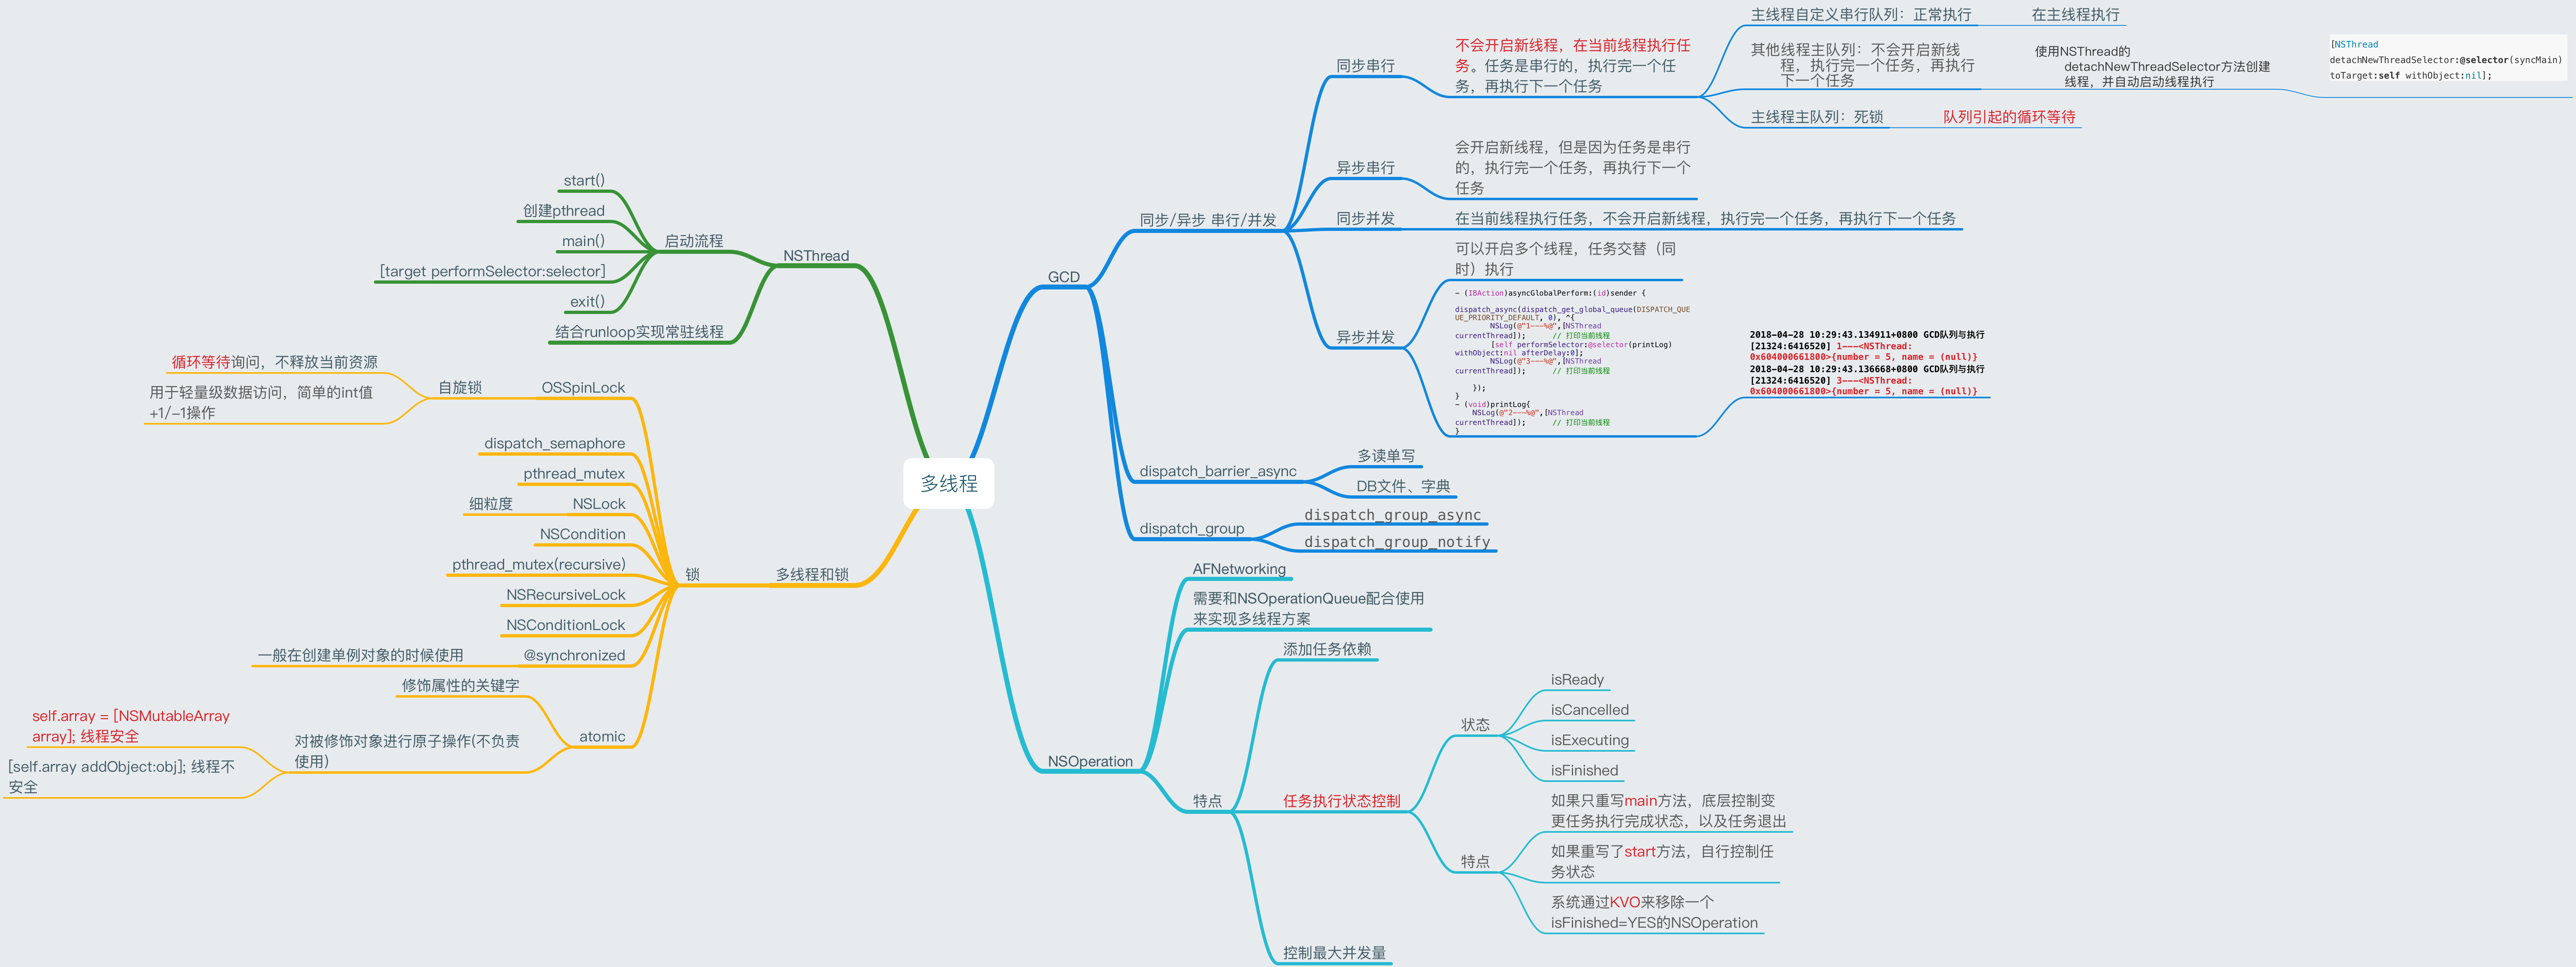 多线程
NSThread
启动流程
start()
创建pthread
main()
[target performSelector:selector]
exit()
结合runloop实现常驻线程
多线程和锁
锁
OSSpinLock
自旋锁
循环等待询问，不释放当前资源
用于轻量级数据访问，简单的int值
+1/-1操作
dispatch_semaphore
pthread_mutex
NSLock
细粒度
NSCondition
pthread_mutex(recursive)
NSRecursiveLock
NSConditionLock
@synchronized
一般在创建单例对象的时候使用
atomic
修饰属性的关键字
对被修饰对象进行原子操作(不负责
使用)
self.array = [NSMutableArray
array]; 线程安全
[self.array addObject:obj]; 线程不
安全
GCD
同步/异步 串行/并发
同步串行
不会开启新线程，在当前线程执行任
务。任务是串行的，执行完一个任
务，再执行下一个任务
主线程自定义串行队列：正常执行
在主线程执行
其他线程主队列：不会开启新线
程，执行完一个任务，再执行
下一个任务
使用NSThread的
detachNewThreadSelector方法创建
线程，并自动启动线程执行
[NSThread
detachNewThreadSelector:@selector(syncMain)
toTarget:self withObject:nil];
主线程主队列：死锁
队列引起的循环等待
异步串行
会开启新线程，但是因为任务是串行
的，执行完一个任务，再执行下一个
任务
同步并发
在当前线程执行任务，不会开启新线程，执行完一个任务，再执行下一个任务
异步并发
可以开启多个线程，任务交替（同
时）执行
- (IBAction)asyncGlobalPerform:(id)sender {
dispatch_async(dispatch_get_global_queue(DISPATCH_QUE
UE_PRIORITY_DEFAULT, 0), ^{
NSLog(@"1---%@",[NSThread
currentThread]); // 打印当前线程
[self performSelector:@selector(printLog)
withObject:nil afterDelay:0];
NSLog(@"3---%@",[NSThread
currentThread]); // 打印当前线程
});
}
- (void)printLog{
NSLog(@"2---%@",[NSThread
currentThread]); // 打印当前线程
}
2018-04-28 10:29:43.134911+0800 GCD队列与执行
[21324:6416520] 1---<NSThread:
0x604000661800>{number = 5, name = (null)}
2018-04-28 10:29:43.136668+0800 GCD队列与执行
[21324:6416520] 3---<NSThread:
0x604000661800>{number = 5, name = (null)}
dispatch_barrier_async
多读单写
DB文件、字典
dispatch_group
dispatch_group_async
dispatch_group_notify
NSOperation
AFNetworking
需要和NSOperationQueue配合使用
来实现多线程方案
特点
添加任务依赖
任务执行状态控制
状态
isReady
isCancelled
isExecuting
isFinished
特点
如果只重写main方法，底层控制变
更任务执行完成状态，以及任务退出
如果重写了start方法，自行控制任
务状态
系统通过KVO来移除一个
isFinished=YES的NSOperation
控制最大并发量